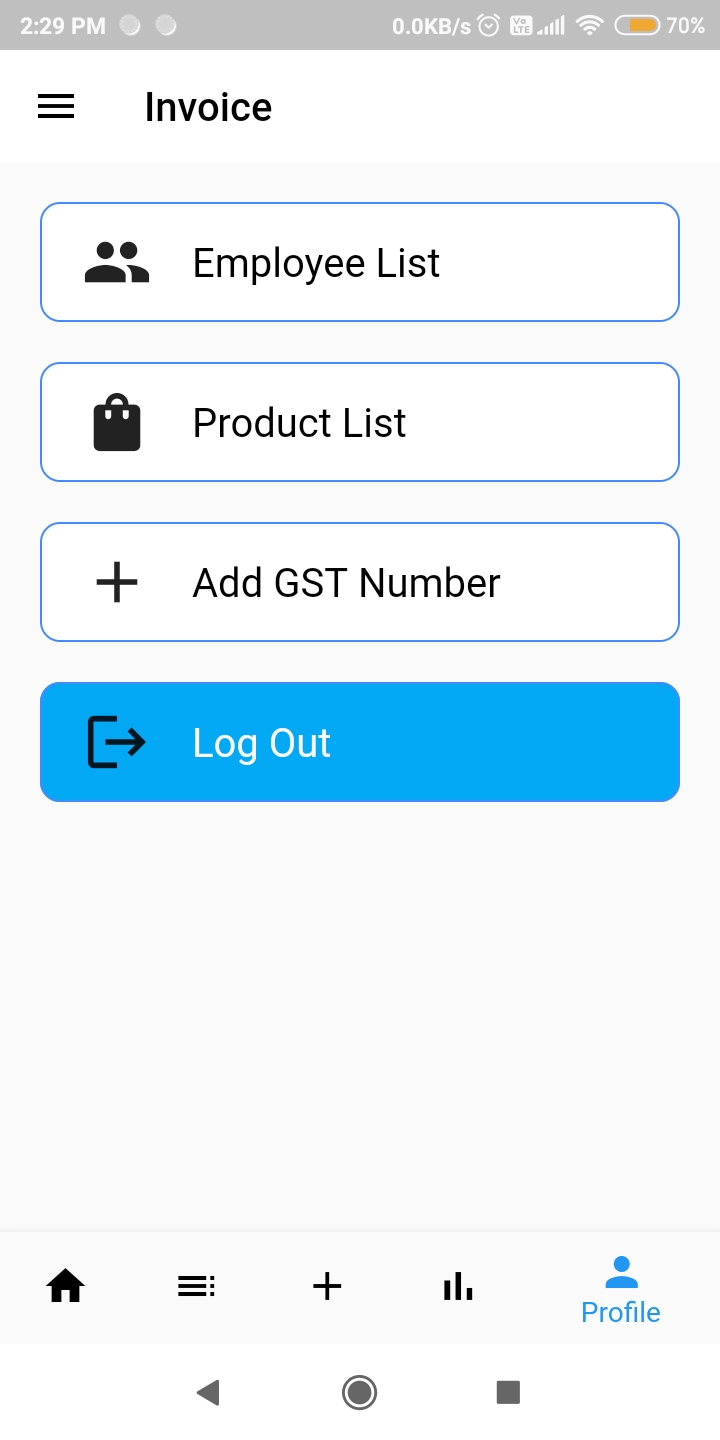 2:29 PM 0.0KB/s Vo LTE 70%
Invoice
Employee List
Product List
Add GST Number
Log Out
Profile